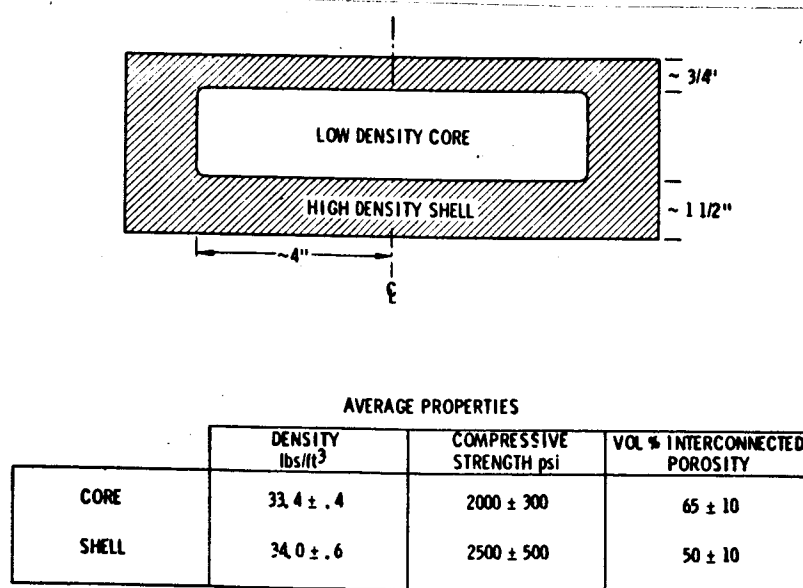 ~ 3/4"
LOW DENSITY CORE
HIGH DENSITY SHELL
~ 1 1/2"
~4"
℄
AVERAGE PROPERTIES
DENSITY lbs/ft³
COMPRESSIVE STRENGTH psi
VOL % INTERCONNECTED POROSITY
CORE 33.4 ± .4 2000 ± 300 65 ± 10
SHELL 34.0 ± .6 2500 ± 500 50 ± 10